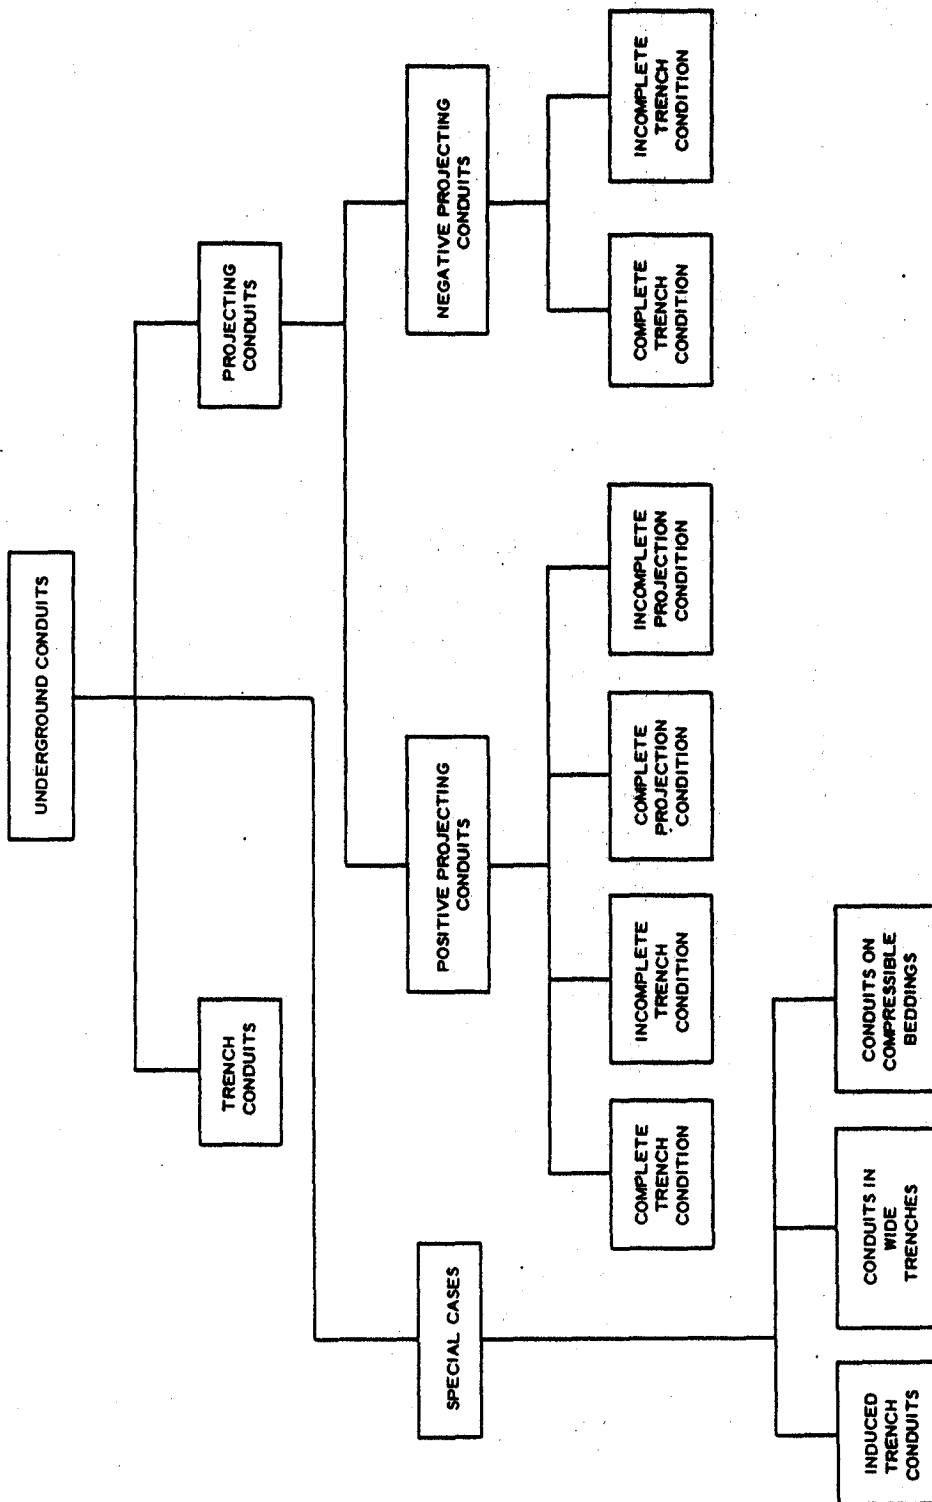 UNDERGROUND CONDUITS
TRENCH
CONDUITS
PROJECTING
CONDUITS
SPECIAL CASES
POSITIVE PROJECTING
CONDUITS
NEGATIVE PROJECTING
CONDUITS
COMPLETE
TRENCH
CONDITION
INCOMPLETE
TRENCH
CONDITION
COMPLETE
PROJECTION
CONDITION
INCOMPLETE
PROJECTION
CONDITION
COMPLETE
TRENCH
CONDITION
INCOMPLETE
TRENCH
CONDITION
INDUCED
TRENCH
CONDUITS
CONDUITS IN
WIDE
TRENCHES
CONDUITS ON
COMPRESSIBLE
BEDDINGS